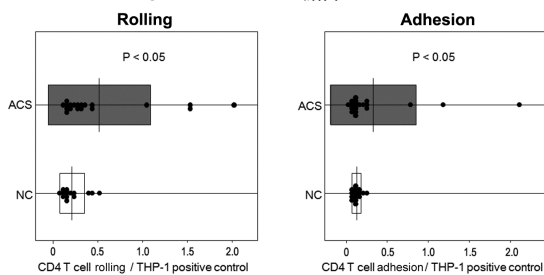 Rolling
P < 0.05
ACS
NC
0 0.5 1.0 1.5 2.0
CD4 T cell rolling / THP-1 positive control
Adhesion
P < 0.05
ACS
NC
0 0.5 1.0 1.5 2.0
CD4 T cell adhesion / THP-1 positive control